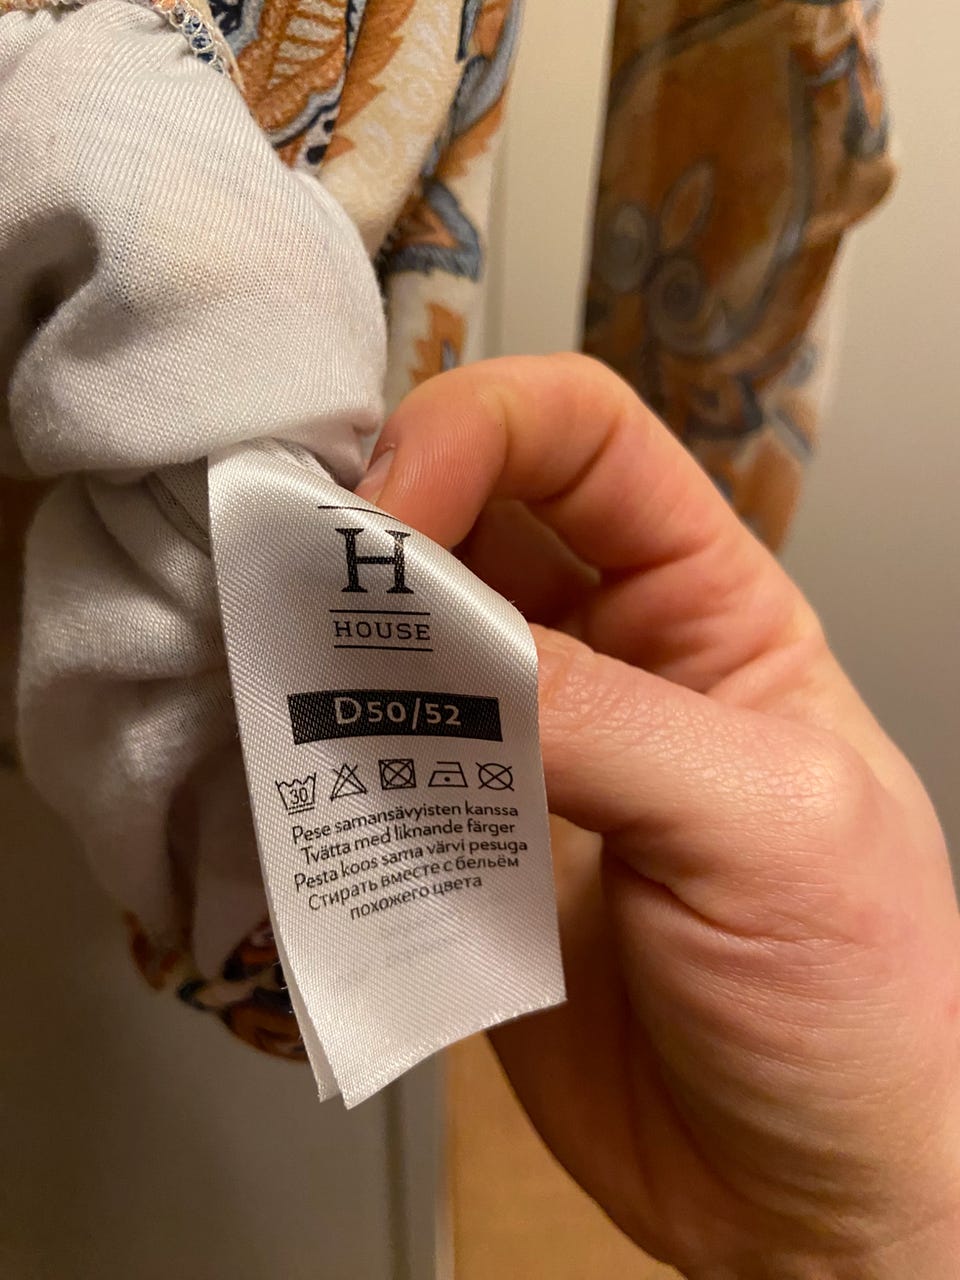 H
HOUSE
D50/52
30
Pese samansävyisten kanssa
Tvätta med liknande färger
Pesta koos sama värvi pesuga
Стирать вместе с бельём
похожего цвета